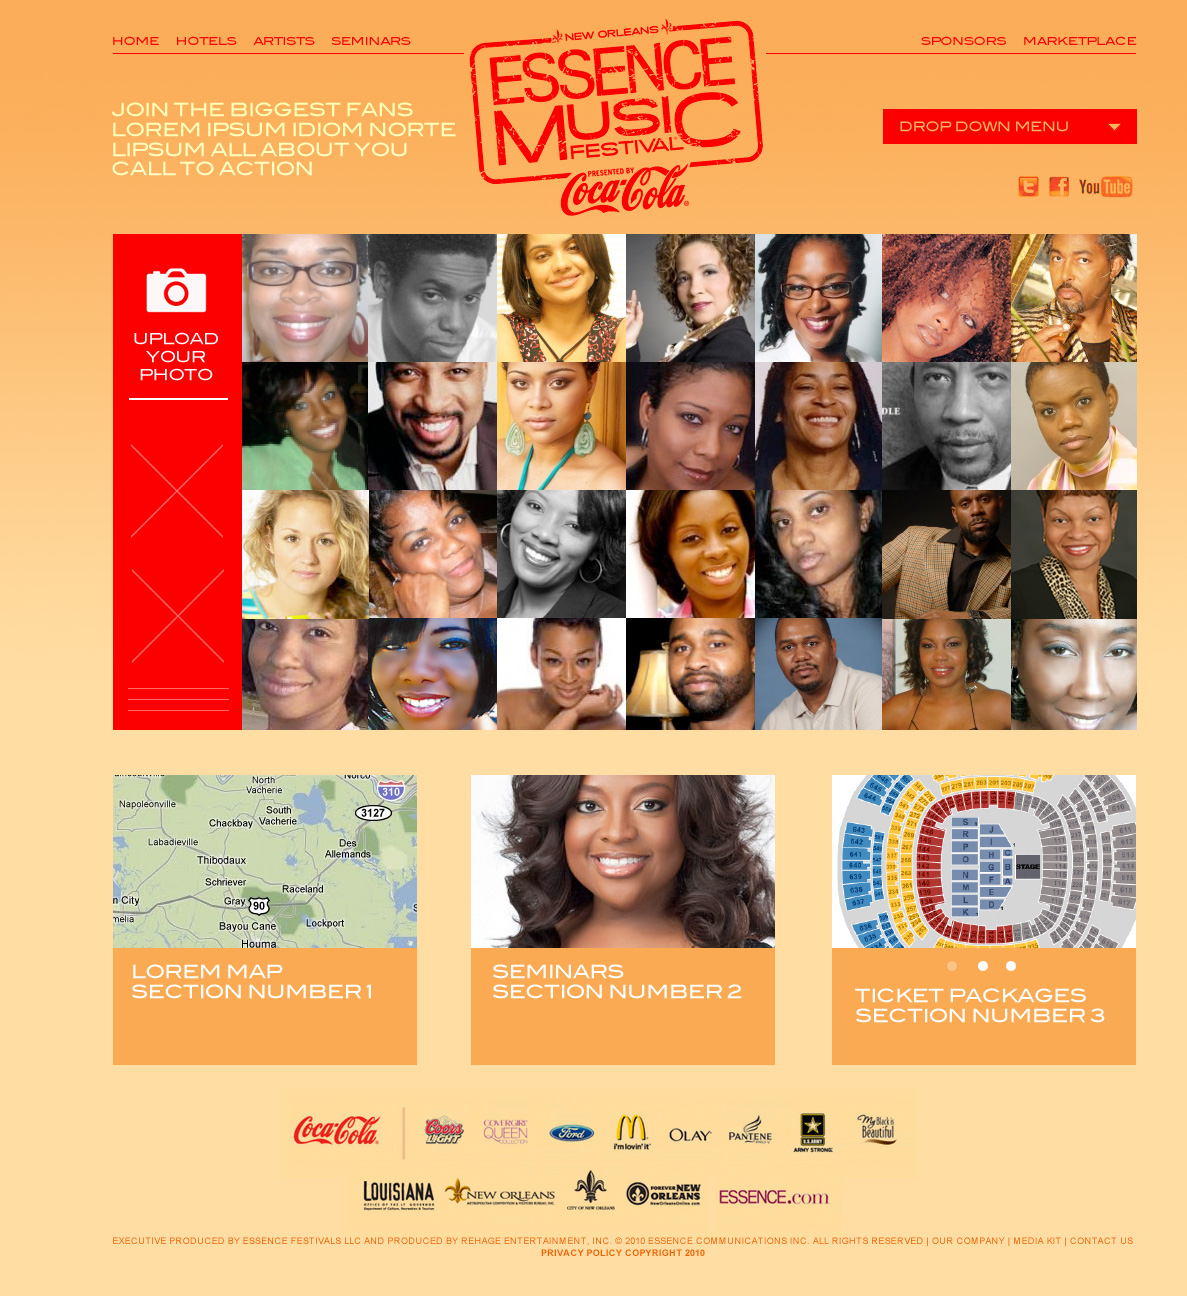 HOME HOTELS ARTISTS SEMINARS
SPONSORS MARKETPLACE
NEW ORLEANS
ESSENCE
MUSIC
FESTIVAL
PRESENTED BY
Coca-Cola
JOIN THE BIGGEST FANS
LOREM IPSUM IDIOM NORTE
LIPSUM ALL ABOUT YOU
CALL TO ACTION
DROP DOWN MENU
t f YouTube
UPLOAD
YOUR
PHOTO
DLE
North
Vacherie
310
Napoleonville
3127
South
Vacherie
Chackbay
Labadieville
Des
Allemands
Thibodaux
Schriever
Raceland
n City
Gray
90
Lockport
Bayou Cane
Houma
LOREM MAP
SECTION NUMBER 1
SEMINARS
SECTION NUMBER 2
STAGE
TICKET PACKAGES
SECTION NUMBER 3
Coca-Cola
Coors
LIGHT
COVERGIRL
QUEEN
COLLECTION
Ford
i'm lovin' it
OLAY
PANTENE
U.S. ARMY
ARMY STRONG
My Black is
Beautiful
LOUISIANA
NEW ORLEANS
CITY OF NEW ORLEANS
FOREVER NEW
ORLEANS
NewOrleansOnline.com
ESSENCE.com
EXECUTIVE PRODUCED BY ESSENCE FESTIVALS LLC AND PRODUCED BY REHAGE ENTERTAINMENT, INC. © 2010 ESSENCE COMMUNICATIONS INC. ALL RIGHTS RESERVED | OUR COMPANY | MEDIA KIT | CONTACT US
PRIVACY POLICY COPYRIGHT 2010